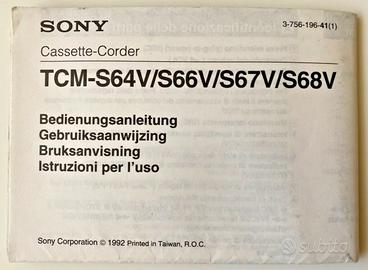 SONY
3-756-196-41(1)
Cassette-Corder
TCM-S64V/S66V/S67V/S68V
Bedienungsanleitung
Gebruiksaanwijzing
Bruksanvisning
Istruzioni per l'uso
Sony Corporation © 1992 Printed in Taiwan, R.O.C.
subito